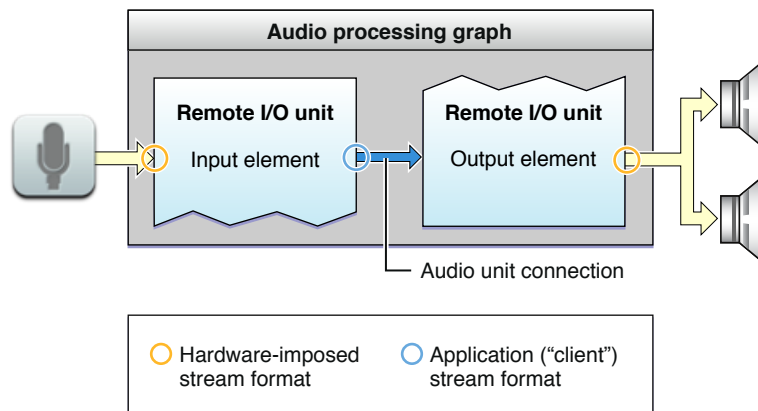 Audio processing graph
Remote I/O unit
Input element
Remote I/O unit
Output element
Audio unit connection
Hardware-imposed
stream format
Application (“client”)
stream format